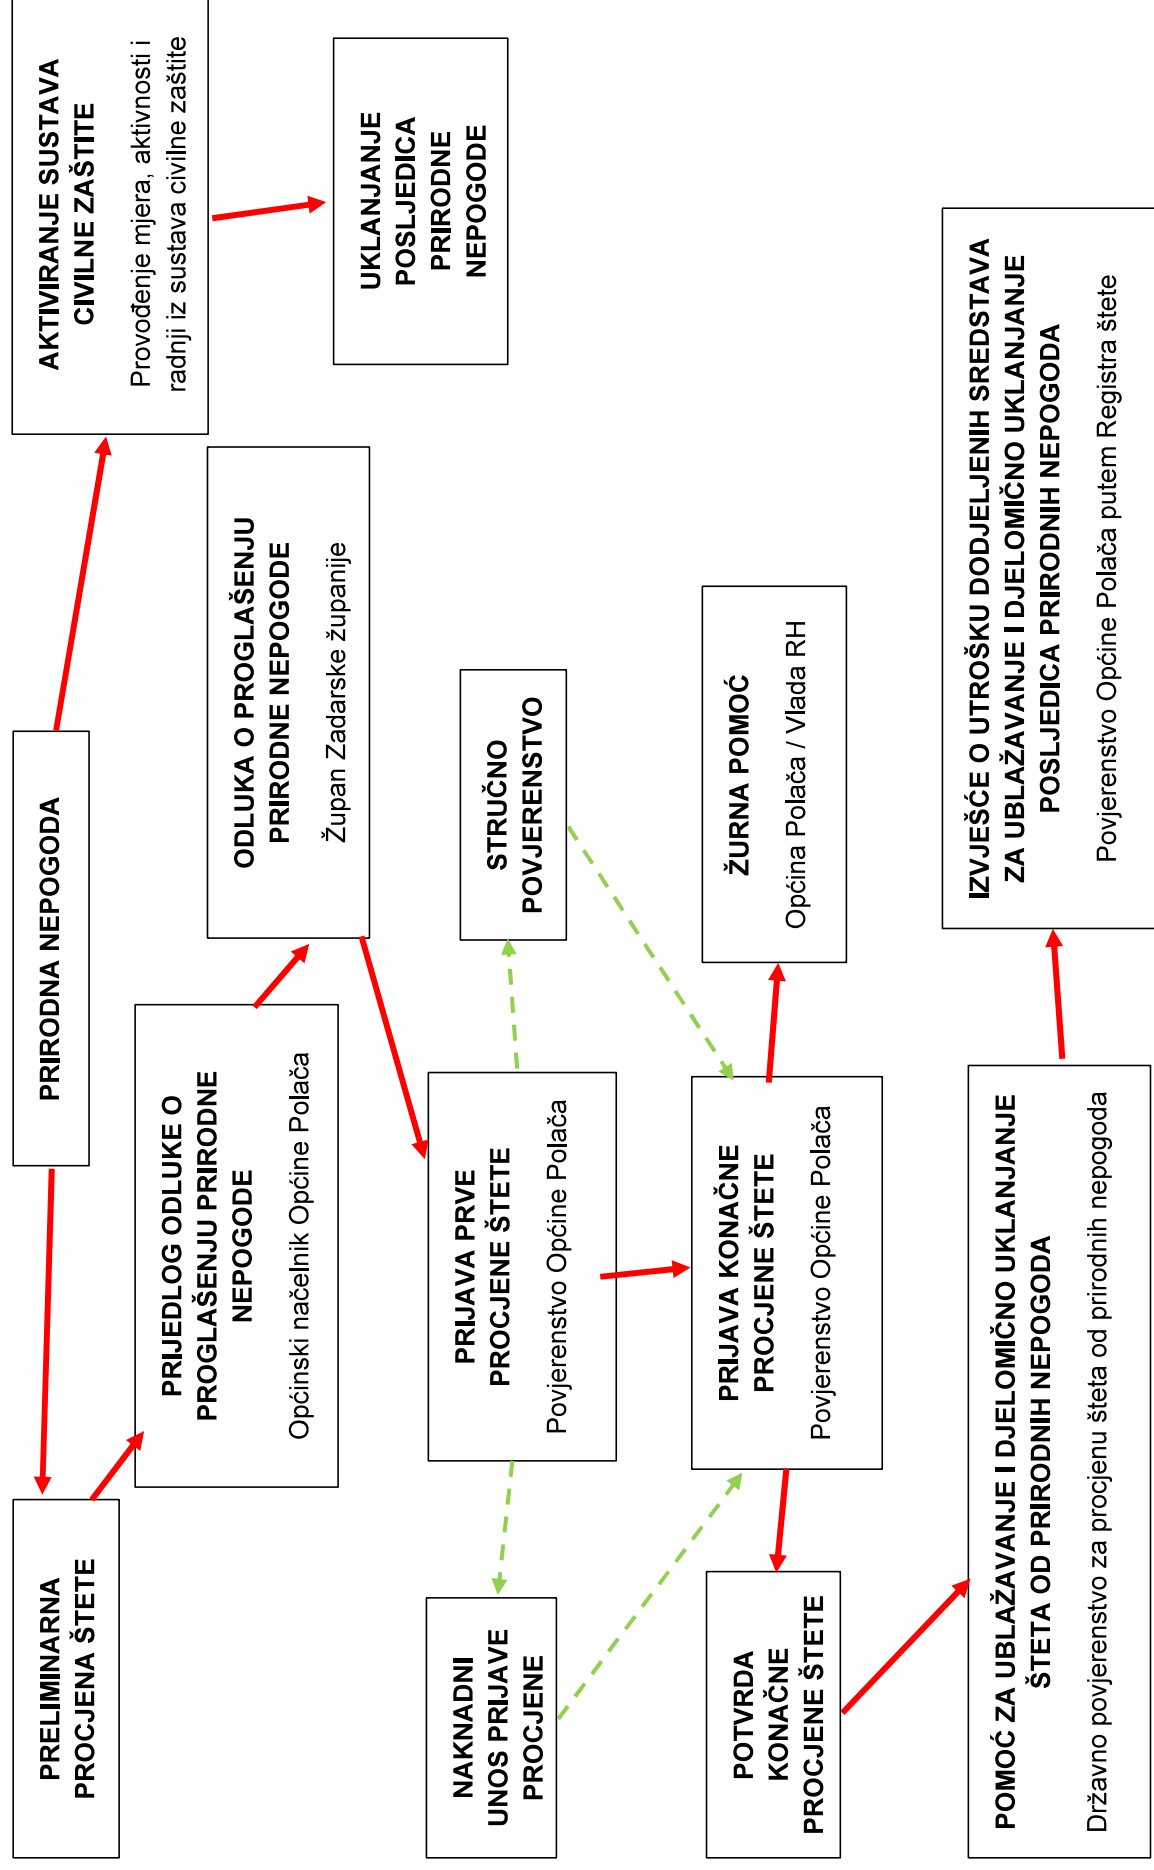 PRIRODNA NEPOGODA
PRELIMINARNA
PROCJENA ŠTETE
AKTIVIRANJE SUSTAVA
CIVILNE ZAŠTITE
Provođenje mjera, aktivnosti i
radnji iz sustava civilne zaštite
PRIJEDLOG ODLUKE O
PROGLAŠENJU PRIRODNE
NEPOGODE
Općinski načelnik Općine Polača
ODLUKA O PROGLAŠENJU
PRIRODNE NEPOGODE
Župan Zadarske županije
UKLANJANJE
POSLJEDICA
PRIRODNE
NEPOGODE
NAKNADNI
UNOS PRIJAVE
PROCJENE
PRIJAVA PRVE
PROCJENE ŠTETE
Povjerenstvo Općine Polača
STRUČNO
POVJERENSTVO
POTVRDA
KONAČNE
PROCJENE ŠTETE
PRIJAVA KONAČNE
PROCJENE ŠTETE
Povjerenstvo Općine Polača
ŽURNA POMOĆ
Općina Polača / Vlada RH
POMOĆ ZA UBLAŽAVANJE I DJELOMIČNO UKLANJANJE
ŠTETA OD PRIRODNIH NEPOGODA
Državno povjerenstvo za procjenu šteta od prirodnih nepogoda
IZVJEŠĆE O UTROŠKU DODJELJENIH SREDSTAVA
ZA UBLAŽAVANJE I DJELOMIČNO UKLANJANJE
POSLJEDICA PRIRODNIH NEPOGODA
Povjerenstvo Općine Polača putem Registra štete